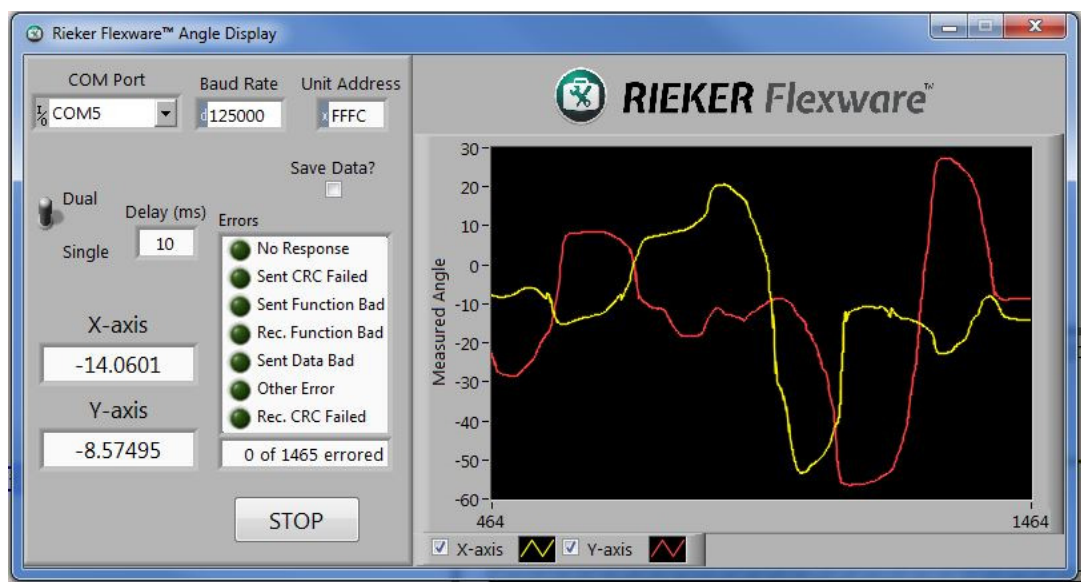 Rieker Flexware™ Angle Display
COM Port
Baud Rate
Unit Address
I/O COM5
d 125000
x FFFC
Save Data?
Dual
Single
Delay (ms)
10
Errors
No Response
Sent CRC Failed
Sent Function Bad
Rec. Function Bad
Sent Data Bad
Other Error
Rec. CRC Failed
0 of 1465 errored
X-axis
-14.0601
Y-axis
-8.57495
STOP
RIEKER Flexware™
Measured Angle
30
20
10
0
-10
-20
-30
-40
-50
-60
464
1464
X-axis
Y-axis